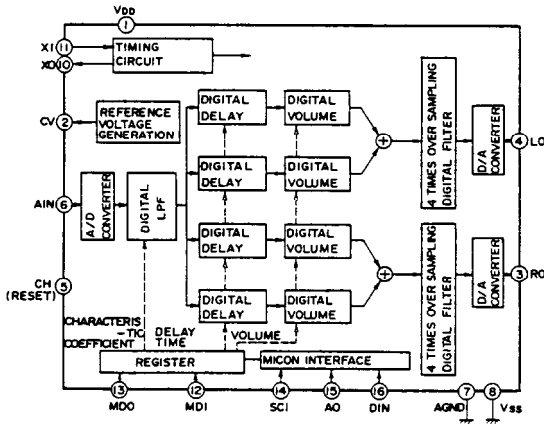 VDD
1
XI 11
TIMING
CIRCUIT
XO 10
CV 2
REFERENCE
VOLTAGE
GENERATION
DIGITAL
DELAY
DIGITAL
VOLUME
DIGITAL
DELAY
DIGITAL
VOLUME
+
4 TIMES OVER SAMPLING
DIGITAL FILTER
D/A
CONVERTER
4 LO
AIN 6
A/D
CONVERTER
DIGITAL
LPF
DIGITAL
DELAY
DIGITAL
VOLUME
DIGITAL
DELAY
DIGITAL
VOLUME
+
4 TIMES OVER SAMPLING
DIGITAL FILTER
D/A
CONVERTER
3 RO
5
CH
(RESET)
CHARACTERIS
-TIC
COEFFICIENT
DELAY
TIME
VOLUME
REGISTER
MICON INTERFACE
13
12
14
15
16
7
8
MDO
MDI
SCI
AO
DIN
AGND
VSS